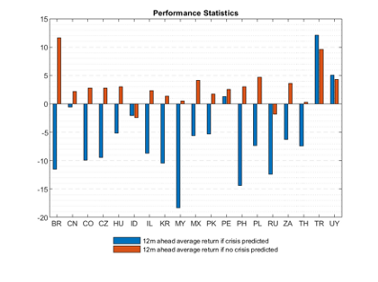 Performance Statistics
15
10
5
0
-5
-10
-15
-20
BR CN CO CZ HU ID IL KR MY MX PK PE PH PL RU ZA TH TR UY
12m ahead average return if crisis predicted
12m ahead average return if no crisis predicted